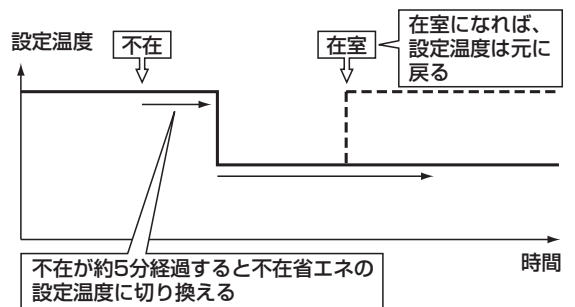 設定温度
不在
在室
在室になれば、
設定温度は元に
戻る
時間
不在が約5分経過すると不在省エネの
設定温度に切り換える